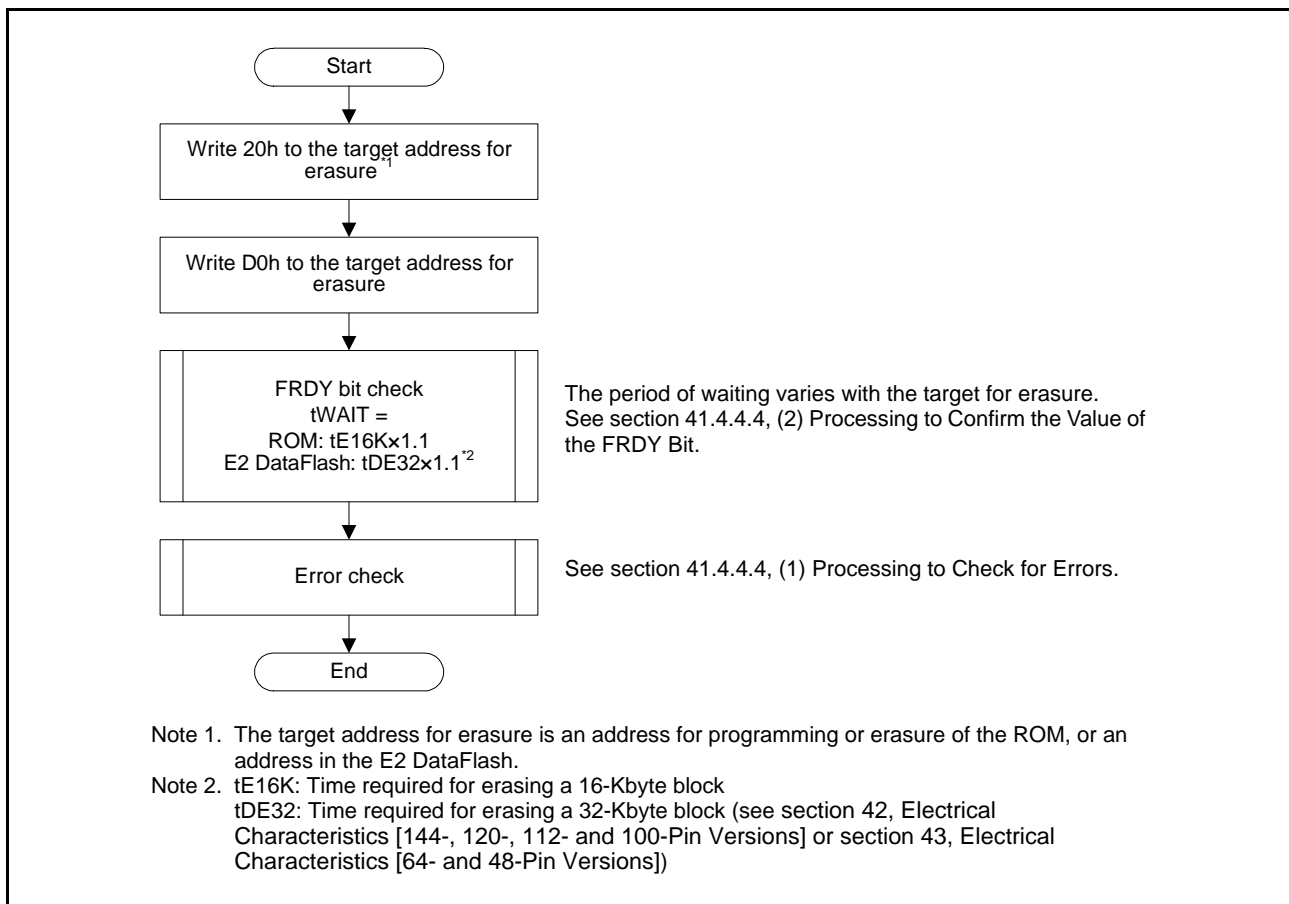 Start
Write 20h to the target address for
erasure*1
Write D0h to the target address for
erasure
FRDY bit check
tWAIT =
ROM: tE16K×1.1
E2 DataFlash: tDE32×1.1*2
The period of waiting varies with the target for erasure.
See section 41.4.4.4, (2) Processing to Confirm the Value of
the FRDY Bit.
Error check
See section 41.4.4.4, (1) Processing to Check for Errors.
End
Note 1. The target address for erasure is an address for programming or erasure of the ROM, or an
address in the E2 DataFlash.
Note 2. tE16K: Time required for erasing a 16-Kbyte block
tDE32: Time required for erasing a 32-Kbyte block (see section 42, Electrical
Characteristics [144-, 120-, 112- and 100-Pin Versions] or section 43, Electrical
Characteristics [64- and 48-Pin Versions])